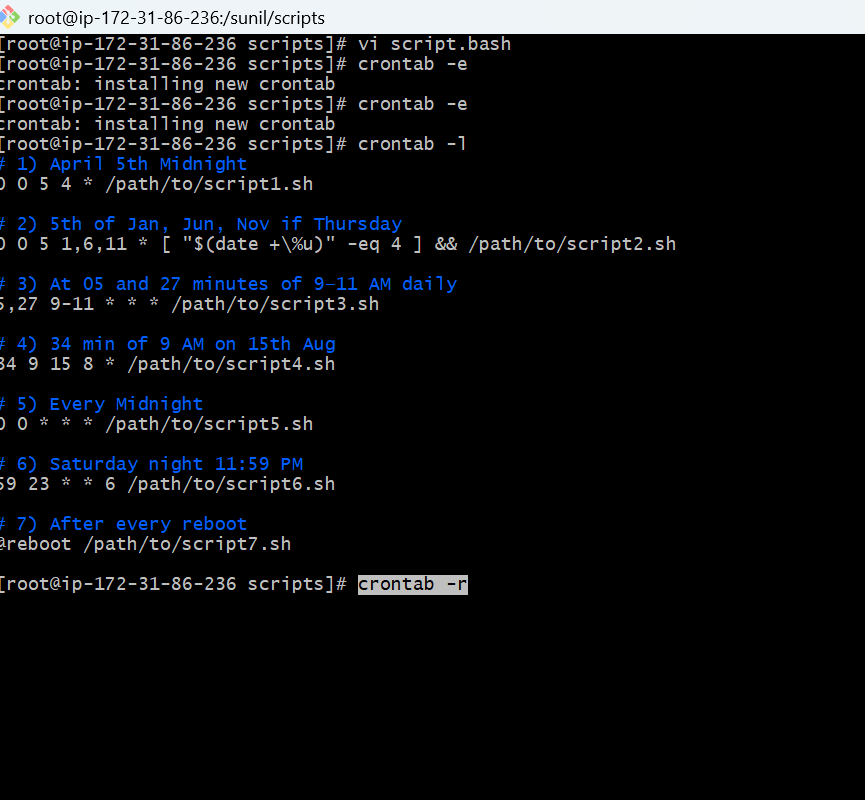 root@ip-172-31-86-236:/sunil/scripts
[root@ip-172-31-86-236 scripts]# vi script.bash
[root@ip-172-31-86-236 scripts]# crontab -e
crontab: installing new crontab
[root@ip-172-31-86-236 scripts]# crontab -e
crontab: installing new crontab
[root@ip-172-31-86-236 scripts]# crontab -l
# 1) April 5th Midnight
0 0 5 4 * /path/to/script1.sh
# 2) 5th of Jan, Jun, Nov if Thursday
0 0 5 1,6,11 * [ "$(date +\%u)" -eq 4 ] && /path/to/script2.sh
# 3) At 05 and 27 minutes of 9–11 AM daily
5,27 9-11 * * * /path/to/script3.sh
# 4) 34 min of 9 AM on 15th Aug
34 9 15 8 * /path/to/script4.sh
# 5) Every Midnight
0 0 * * * /path/to/script5.sh
# 6) Saturday night 11:59 PM
59 23 * * 6 /path/to/script6.sh
# 7) After every reboot
@reboot /path/to/script7.sh
[root@ip-172-31-86-236 scripts]# crontab -r